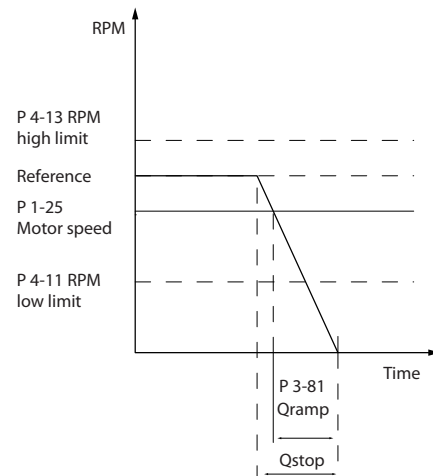 RPM
P 4-13 RPM
high limit
Reference
P 1-25
Motor speed
P 4-11 RPM
low limit
Time
P 3-81
Qramp
Qstop